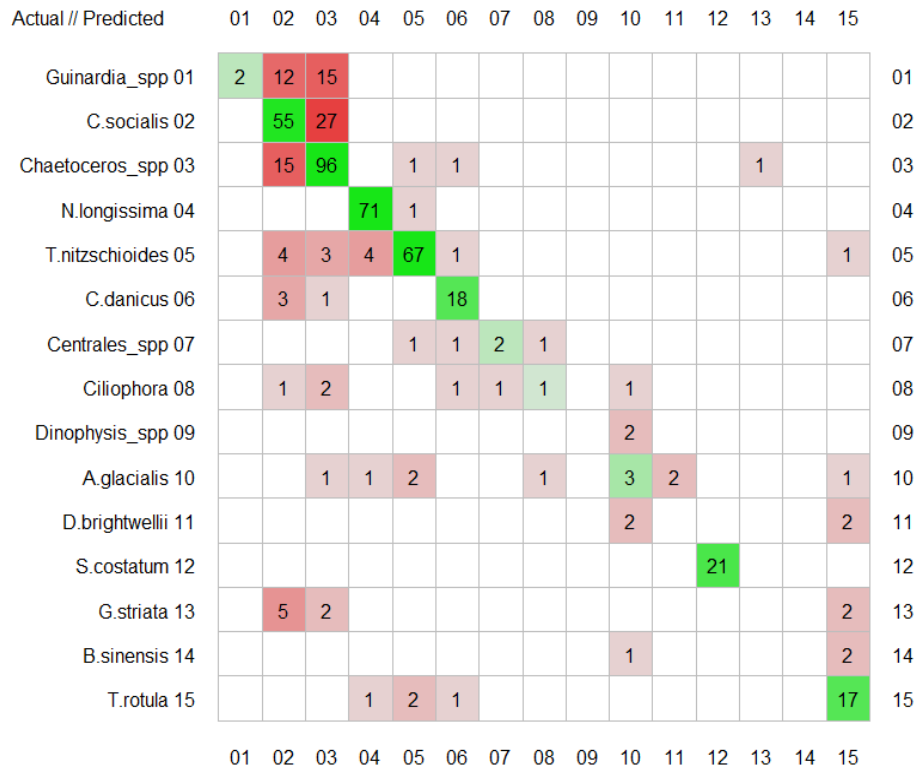 Actual // Predicted 01 02 03 04 05 06 07 08 09 10 11 12 13 14 15
Guinardia_spp 01 2 12 15 01
C.socialis 02 55 27 02
Chaetoceros_spp 03 15 96 1 1 1 03
N.longissima 04 71 1 04
T.nitzschioides 05 4 3 4 67 1 1 05
C.danicus 06 3 1 18 06
Centrales_spp 07 1 1 2 1 07
Ciliophora 08 1 2 1 1 1 1 08
Dinophysis_spp 09 2 09
A.glacialis 10 1 1 2 1 3 2 1 10
D.brightwellii 11 2 2 11
S.costatum 12 21 12
G.striata 13 5 2 2 13
B.sinensis 14 1 2 14
T.rotula 15 1 2 1 17 15
01 02 03 04 05 06 07 08 09 10 11 12 13 14 15